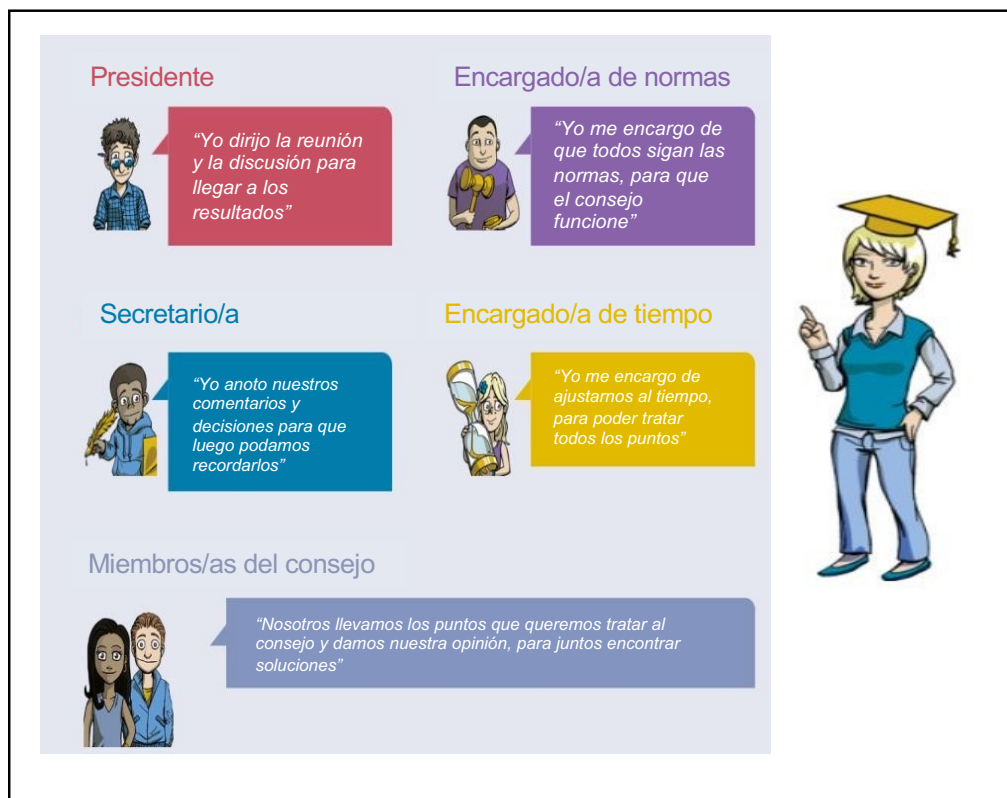 Presidente
“Yo dirijo la reunión
y la discusión para
llegar a los
resultados”
Encargado/a de normas
“Yo me encargo de
que todos sigan las
normas, para que
el consejo
funcione”
Secretario/a
“Yo anoto nuestros
comentarios y
decisiones para que
luego podamos
recordarlos”
Encargado/a de tiempo
“Yo me encargo de
ajustarnos al tiempo,
para poder tratar
todos los puntos”
Miembros/as del consejo
“Nosotros llevamos los puntos que queremos tratar al
consejo y damos nuestra opinión, para juntos encontrar
soluciones”